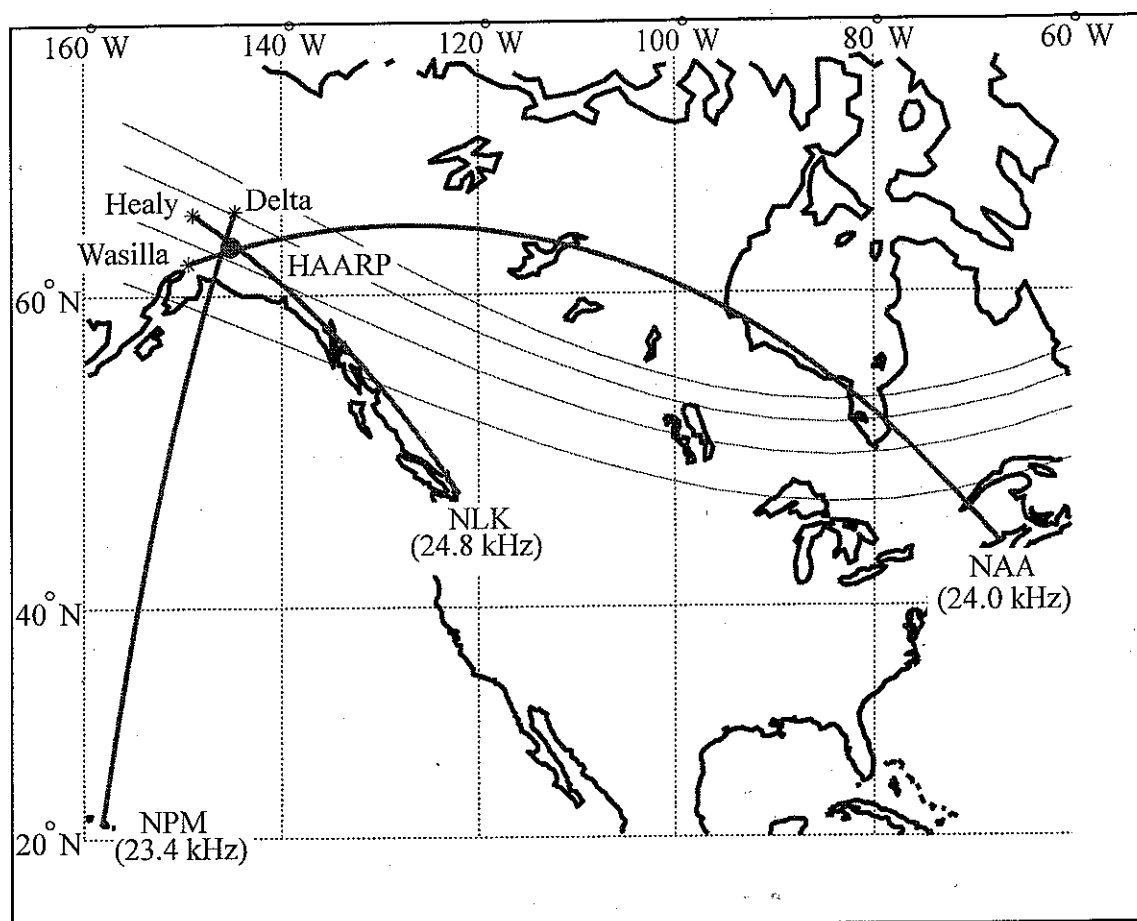 160 W 140 W 120 W 100 W 80 W 60 W
Healy Delta
Wasilla HAARP
60° N
NLK
(24.8 kHz)
NAA
(24.0 kHz)
40° N
NPM
(23.4 kHz)
20° N